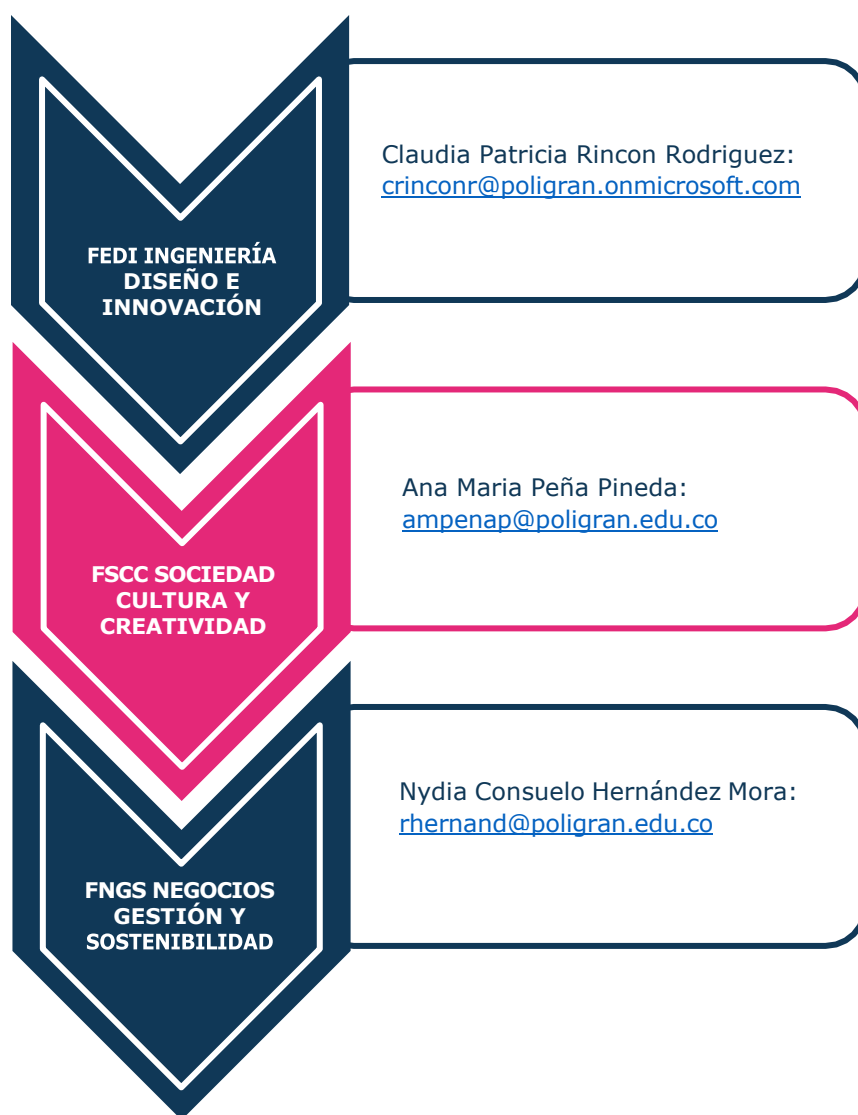 FEDI INGENIERÍA
DISEÑO E
INNOVACIÓN
Claudia Patricia Rincon Rodriguez:
crinconr@poligran.onmicrosoft.com
FSCC SOCIEDAD
CULTURA Y
CREATIVIDAD
Ana Maria Peña Pineda:
ampenap@poligran.edu.co
FNGS NEGOCIOS
GESTIÓN Y
SOSTENIBILIDAD
Nydia Consuelo Hernández Mora:
rhernand@poligran.edu.co